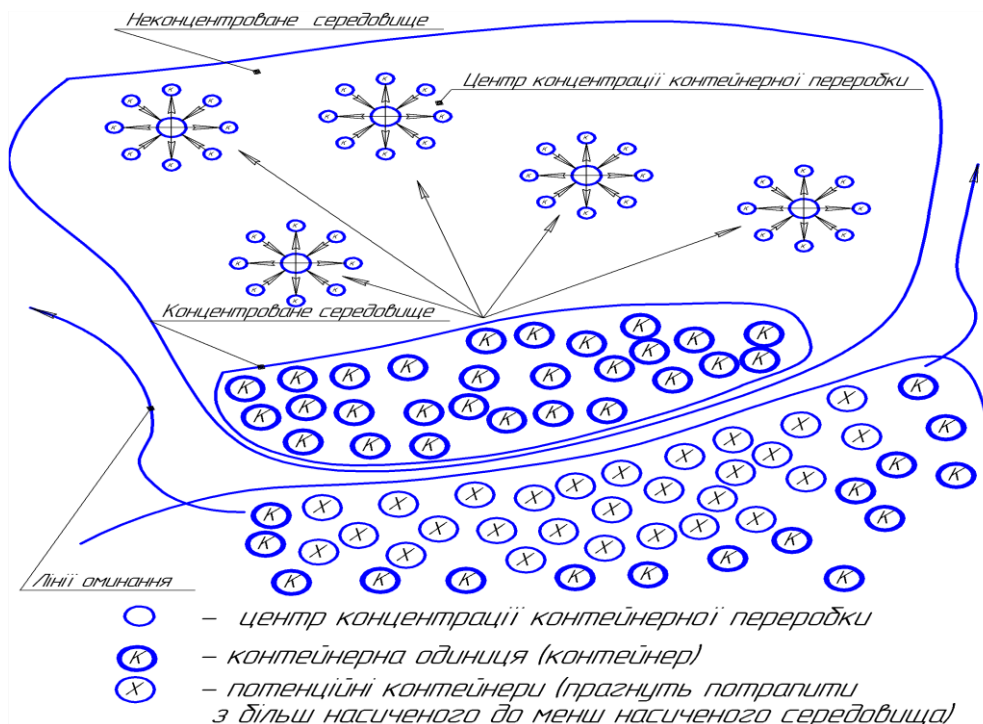 Неконцентроване середовище
Центр концентрації контейнерної переробки
Концентроване середовище
Лінії оминання
– центр концентрації контейнерної переробки
К – контейнерна одиниця (контейнер)
Х – потенційні контейнери (прагнуть потрапити
з більш насиченого до менш насиченого середовища)